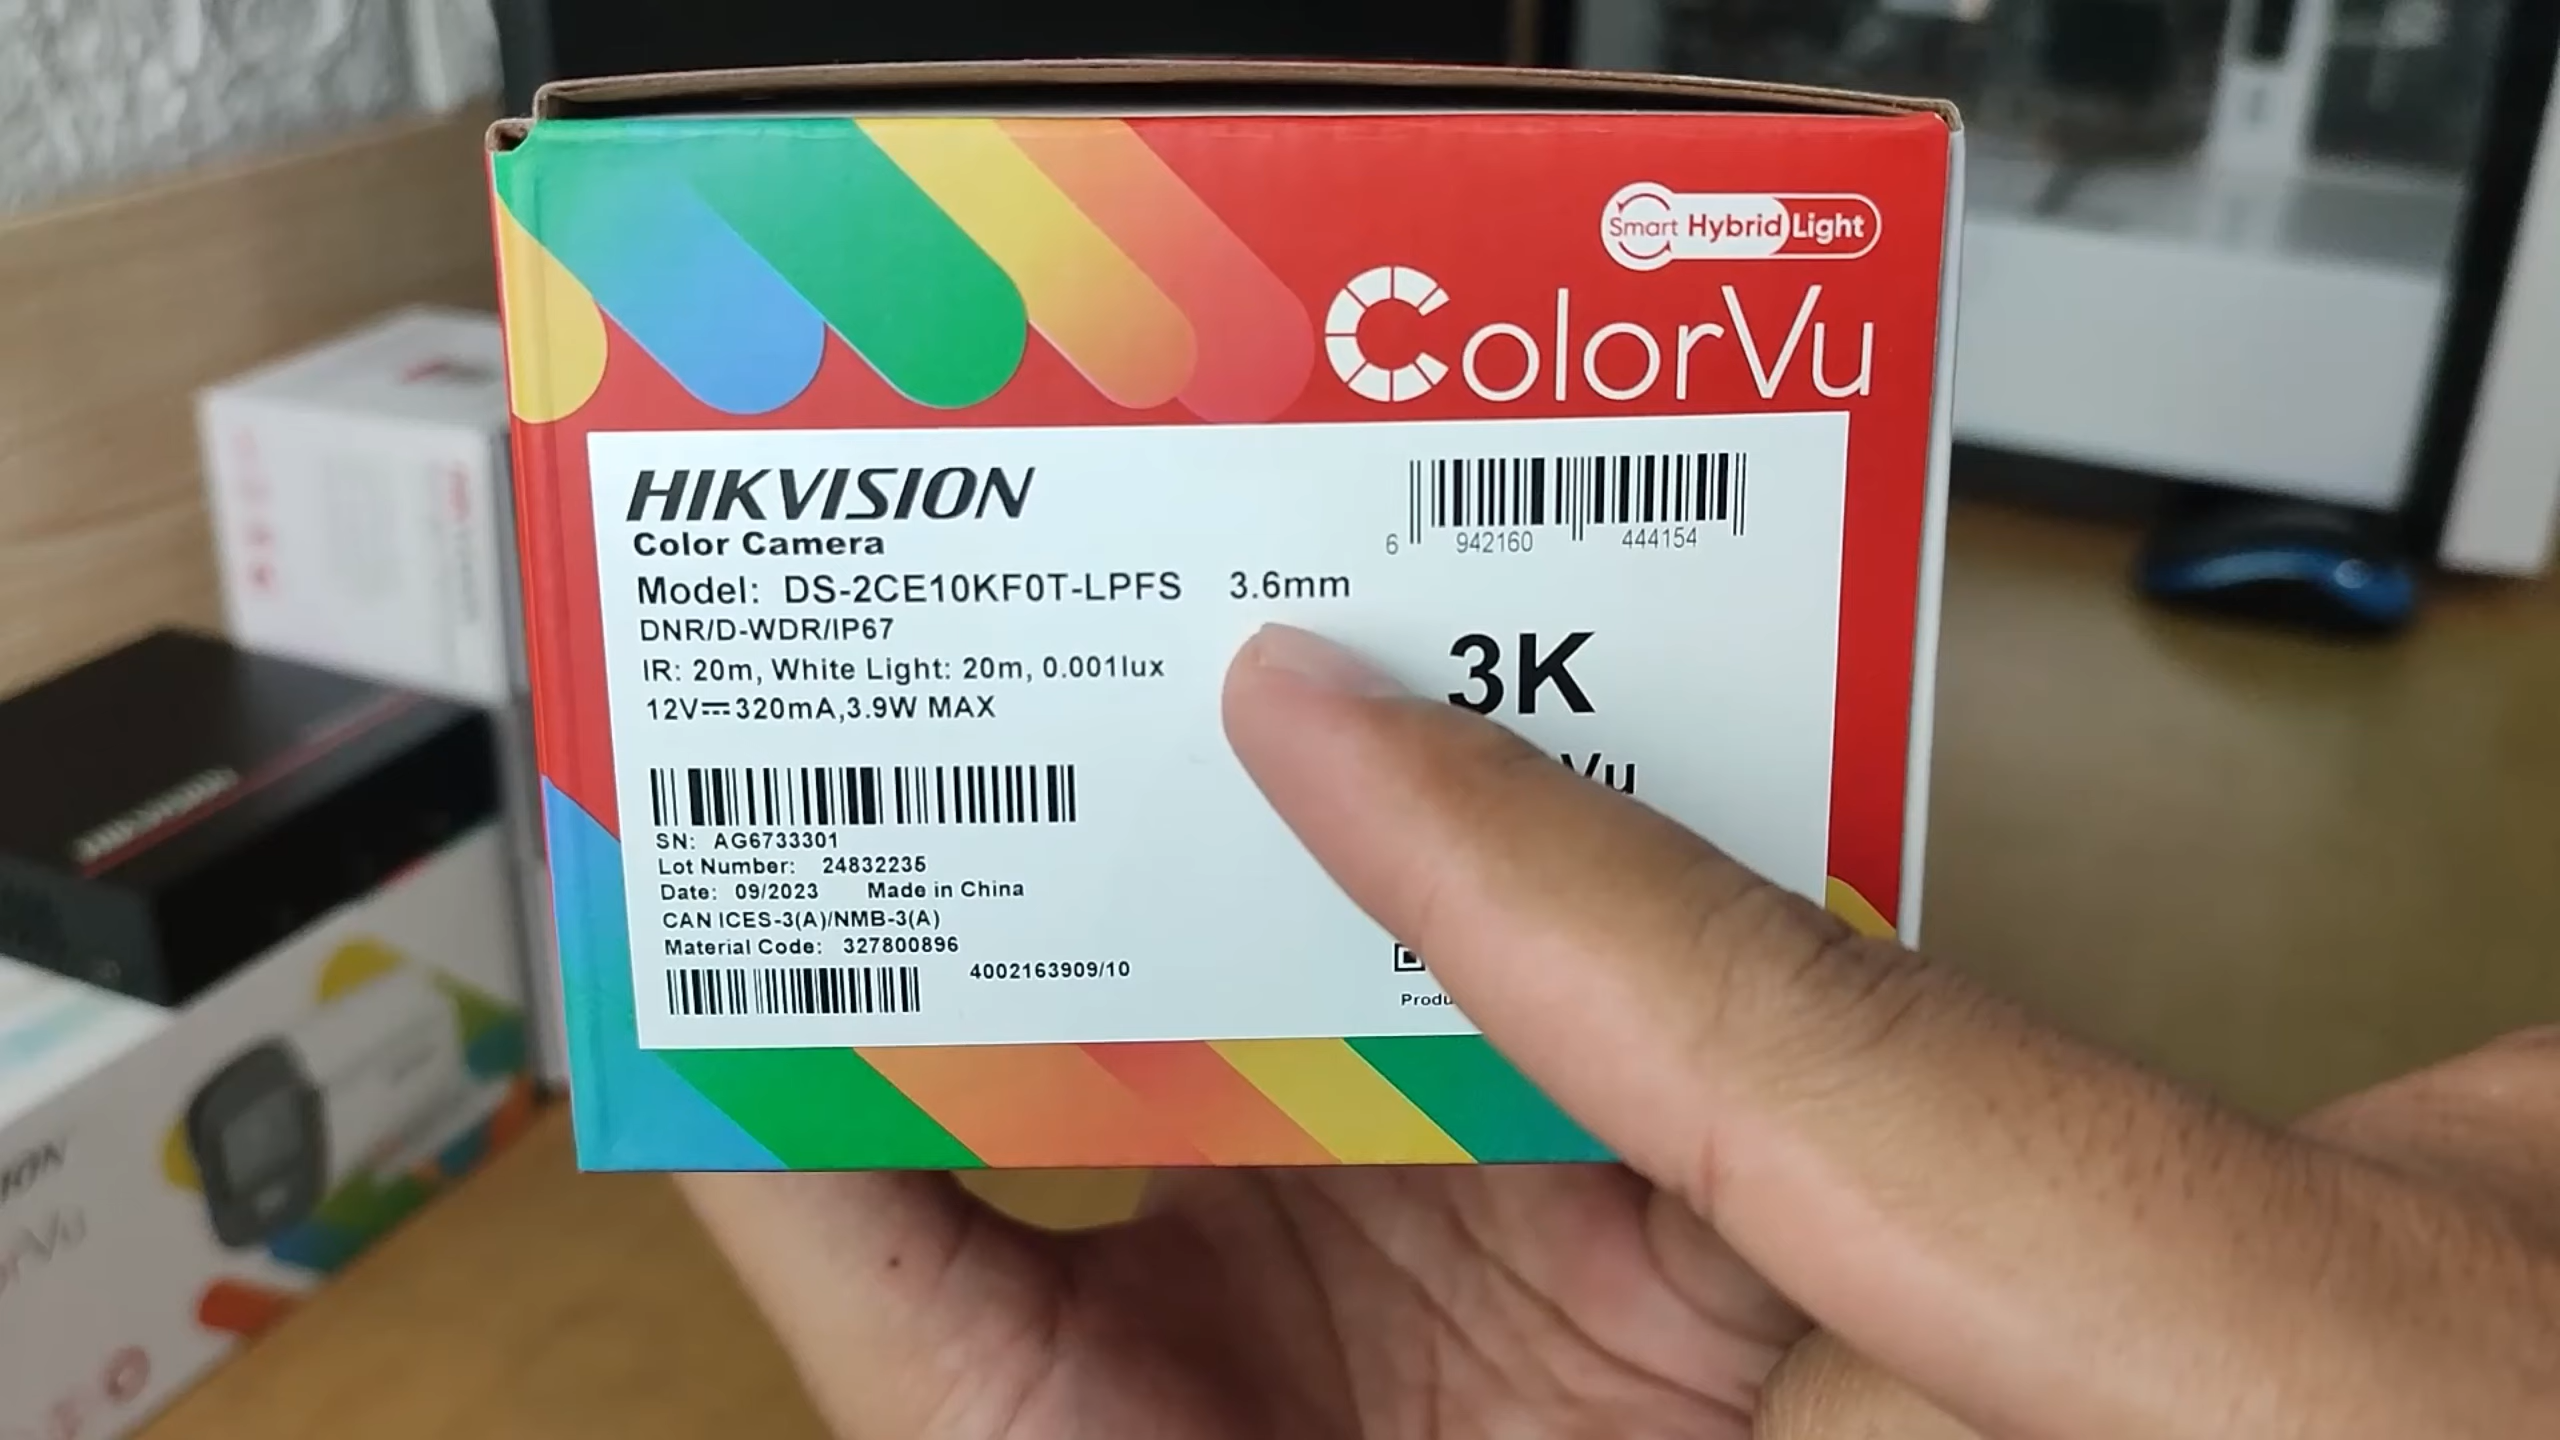 Smart Hybrid Light
ColorVu
HIKVISION
Color Camera
6 942160 444154
Model: DS-2CE10KF0T-LPFS 3.6mm
DNR/D-WDR/IP67
IR: 20m, White Light: 20m, 0.001lux
12V⎓320mA,3.9W MAX
3K
Vu
SN: AG6733301
Lot Number: 24832235
Date: 09/2023 Made in China
CAN ICES-3(A)/NMB-3(A)
Material Code: 327800896
4002163909/10
HIKVISION